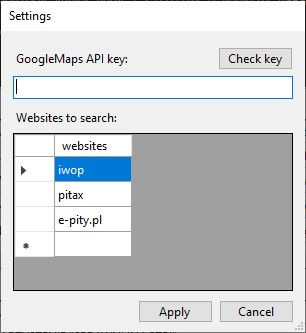 Settings
GoogleMaps API key:
Check key
Websites to search:
websites
iwop
pitax
e-pity.pl
Apply
Cancel